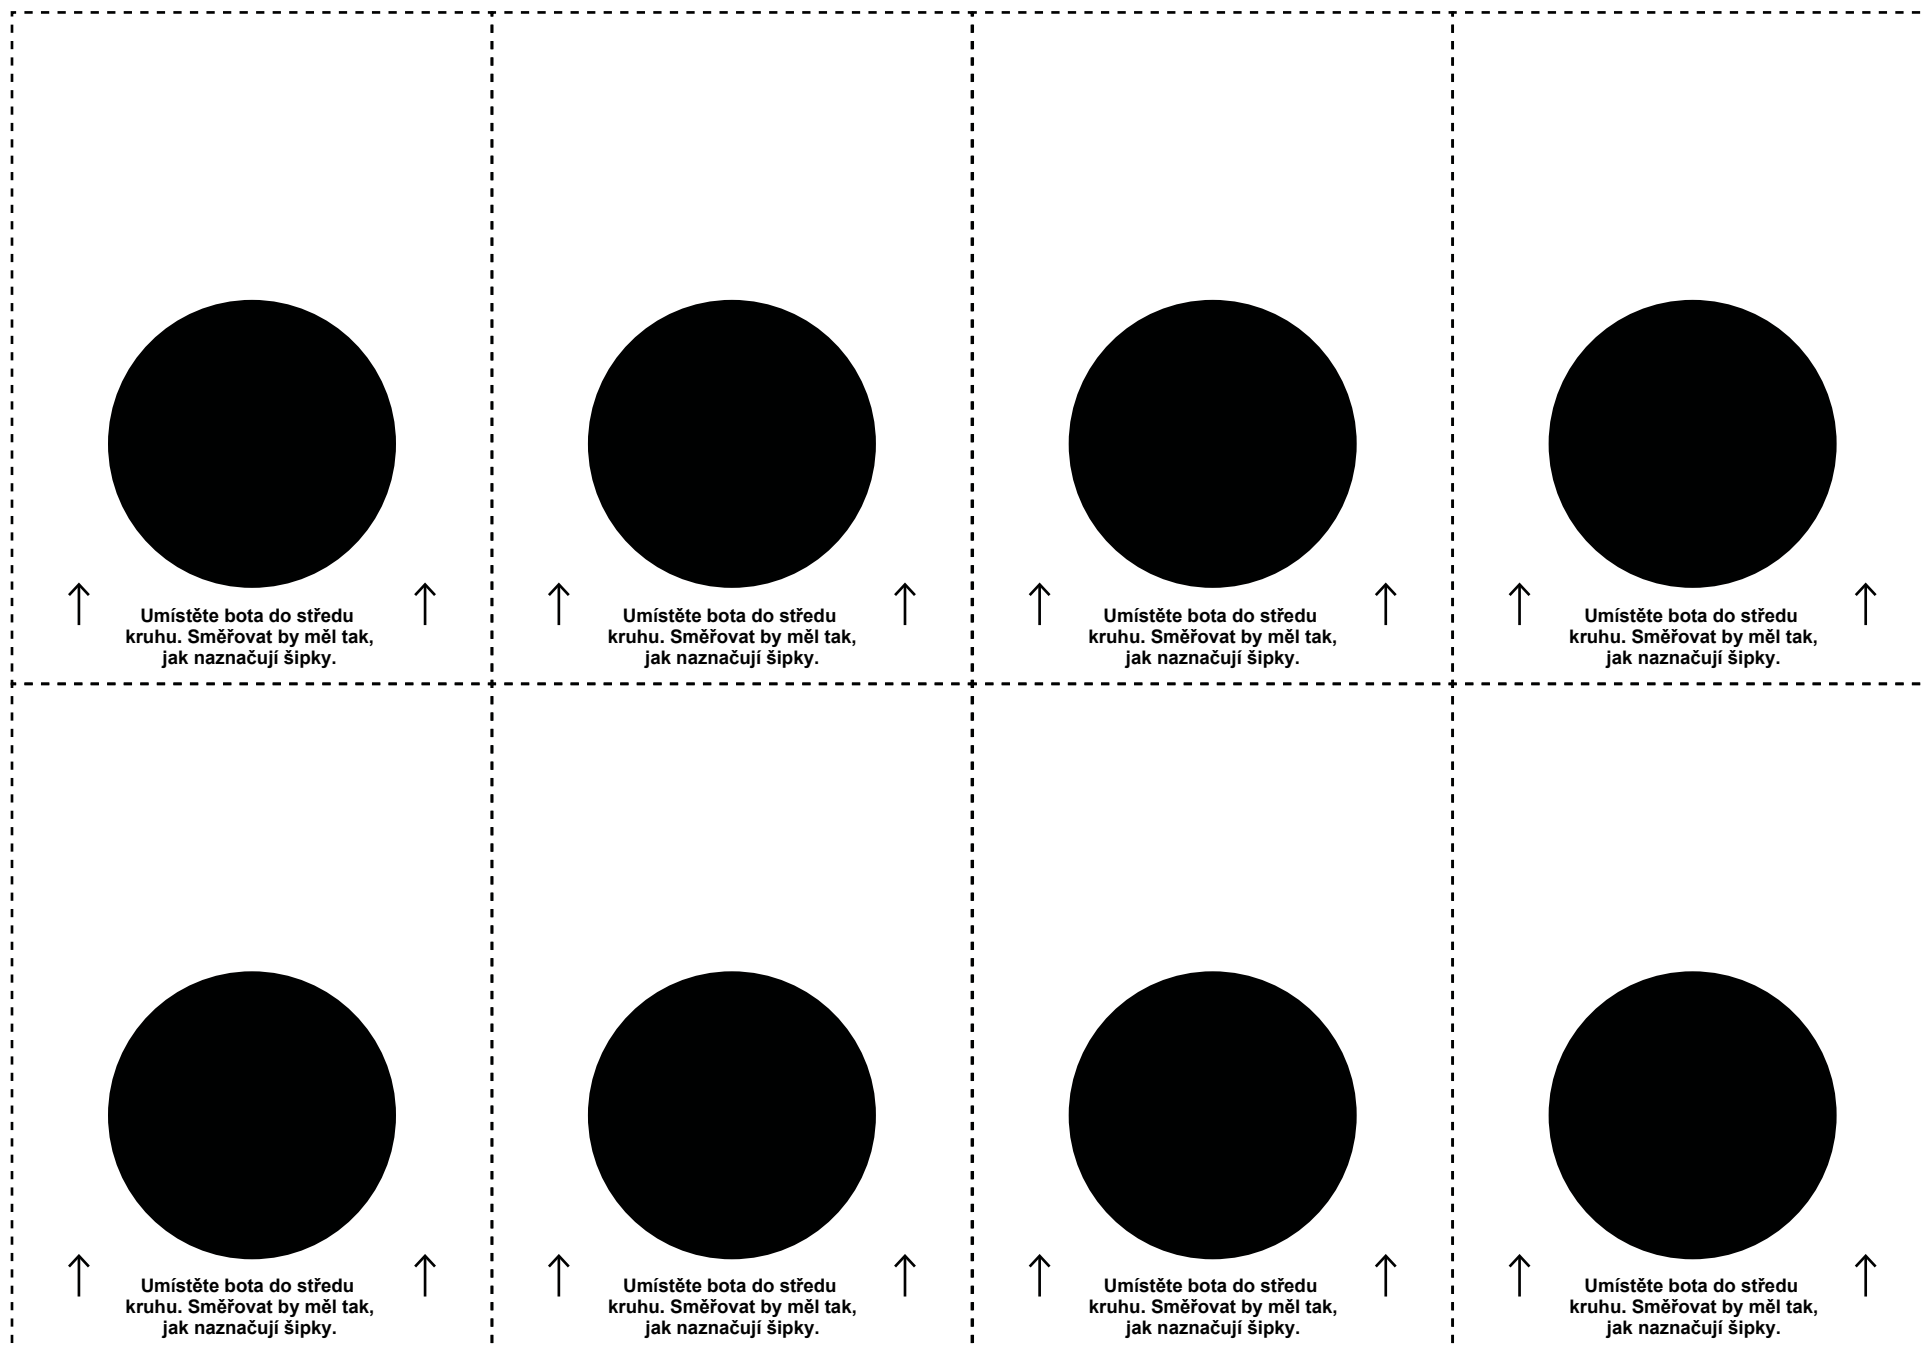 Umístěte bota do středu
kruhu. Směřovat by měl tak,
jak naznačují šipky.
Umístěte bota do středu
kruhu. Směřovat by měl tak,
jak naznačují šipky.
Umístěte bota do středu
kruhu. Směřovat by měl tak,
jak naznačují šipky.
Umístěte bota do středu
kruhu. Směřovat by měl tak,
jak naznačují šipky.
Umístěte bota do středu
kruhu. Směřovat by měl tak,
jak naznačují šipky.
Umístěte bota do středu
kruhu. Směřovat by měl tak,
jak naznačují šipky.
Umístěte bota do středu
kruhu. Směřovat by měl tak,
jak naznačují šipky.
Umístěte bota do středu
kruhu. Směřovat by měl tak,
jak naznačují šipky.